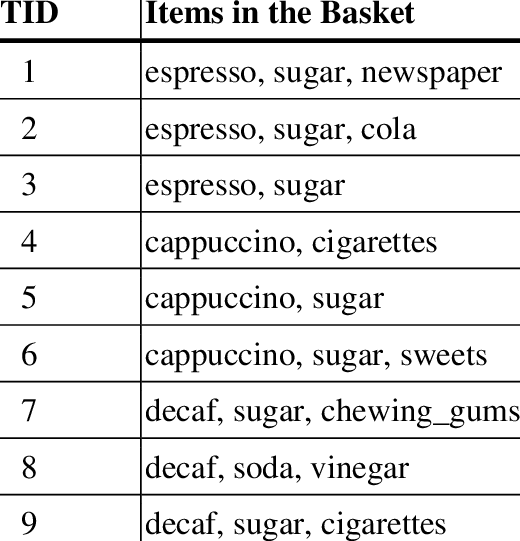 TID Items in the Basket
1 espresso, sugar, newspaper
2 espresso, sugar, cola
3 espresso, sugar
4 cappuccino, cigarettes
5 cappuccino, sugar
6 cappuccino, sugar, sweets
7 decaf, sugar, chewing_gums
8 decaf, soda, vinegar
9 decaf, sugar, cigarettes